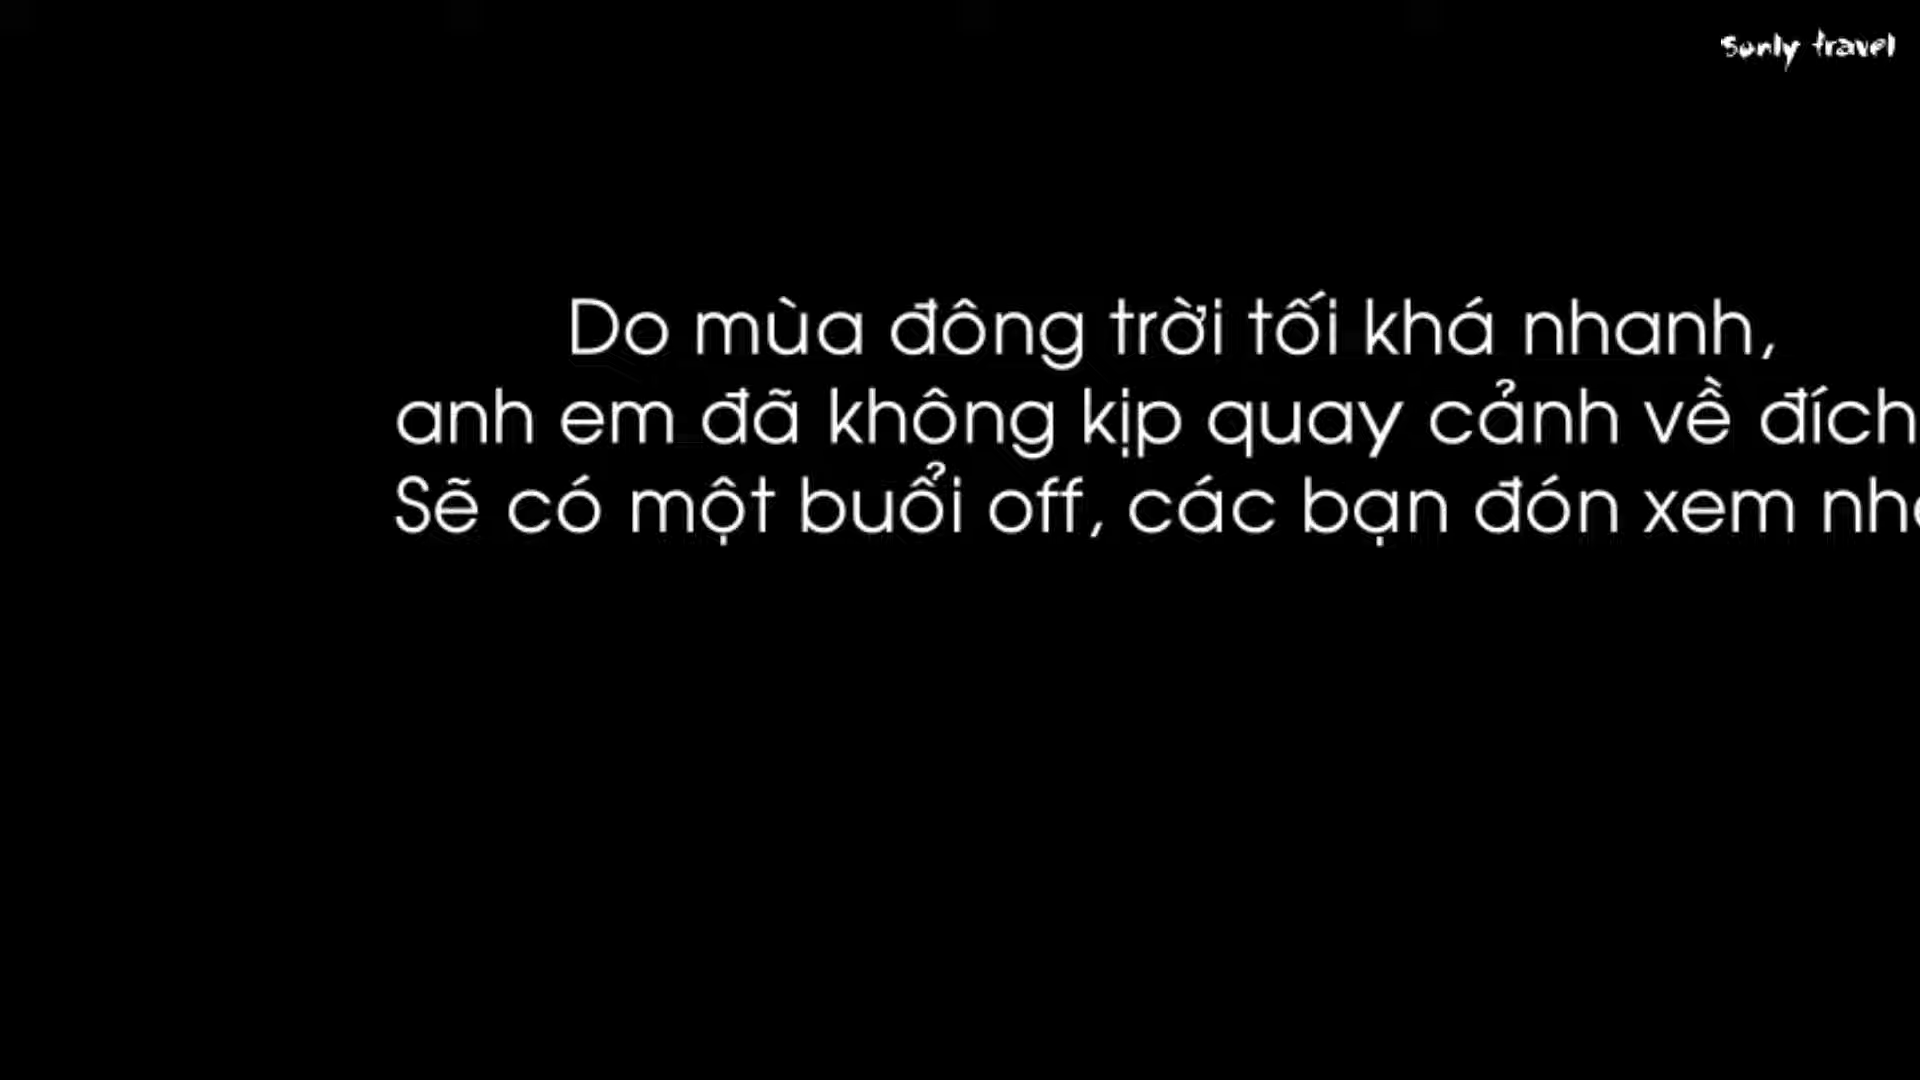 Sonly travel
Do mùa đông trời tối khá nhanh,
anh em đã không kịp quay cảnh về đích
Sẽ có một buổi off, các bạn đón xem